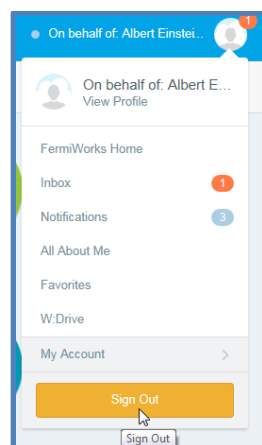 On behalf of: Albert Einstei...
1
On behalf of: Albert E...
View Profile
FermiWorks Home
Inbox
1
Notifications
3
All About Me
Favorites
W:Drive
My Account
Sign Out
Sign Out